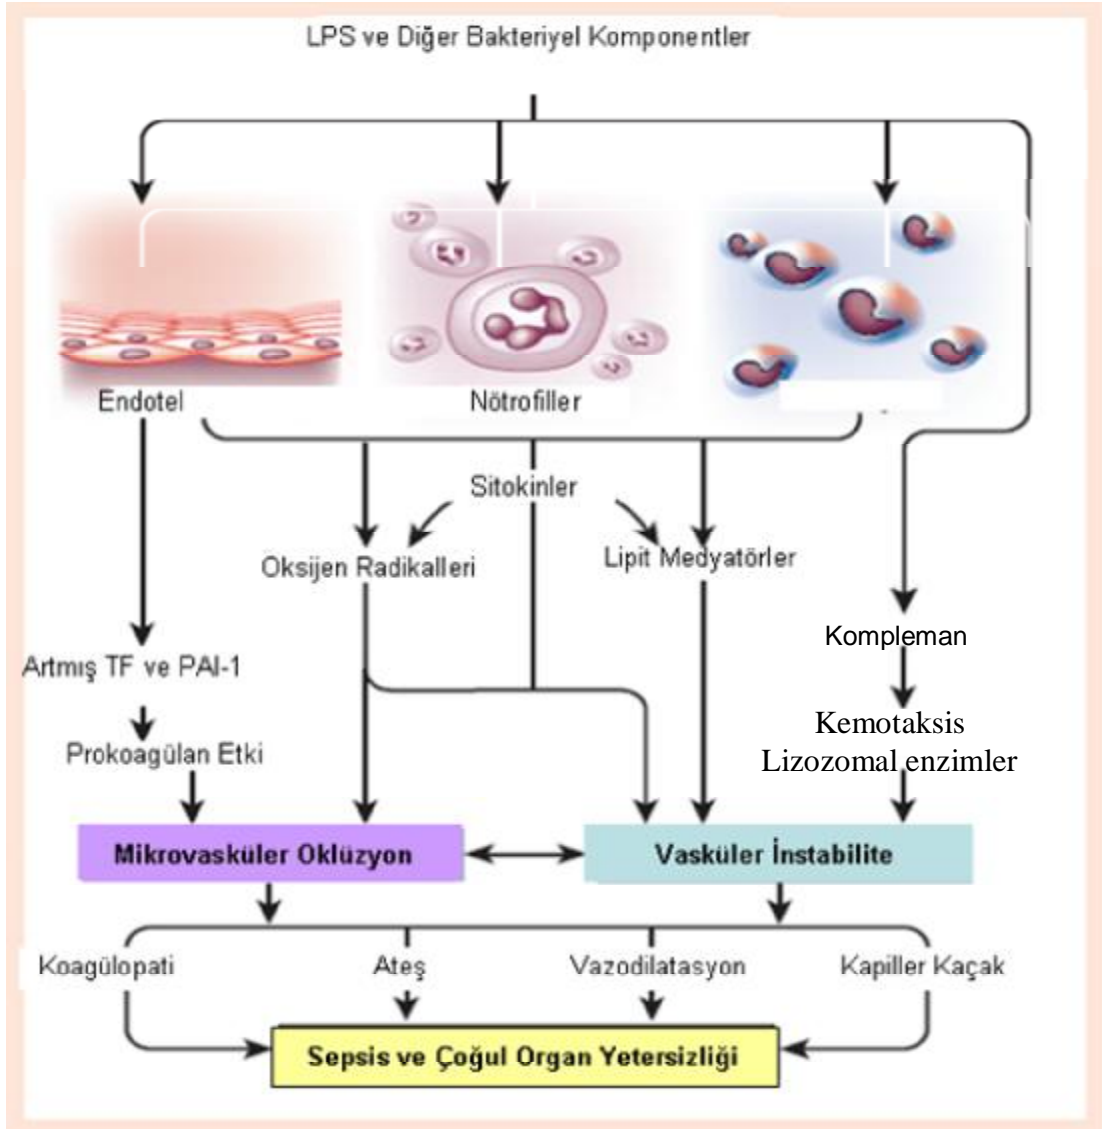 LPS ve Diğer Bakteriyel Komponentler
Endotel
Nötrofiller
Sitokinler
Oksijen Radikalleri
Lipit Medyatörler
Kompleman
Artmış TF ve PAI-1
Kemotaksis
Lizozomal enzimler
Prokoagülan Etki
Mikrovasküler Oklüzyon
Vasküler İnstabilite
Koagülopati
Ateş
Vazodilatasyon
Kapiller Kaçak
Sepsis ve Çoğul Organ Yetersizliği